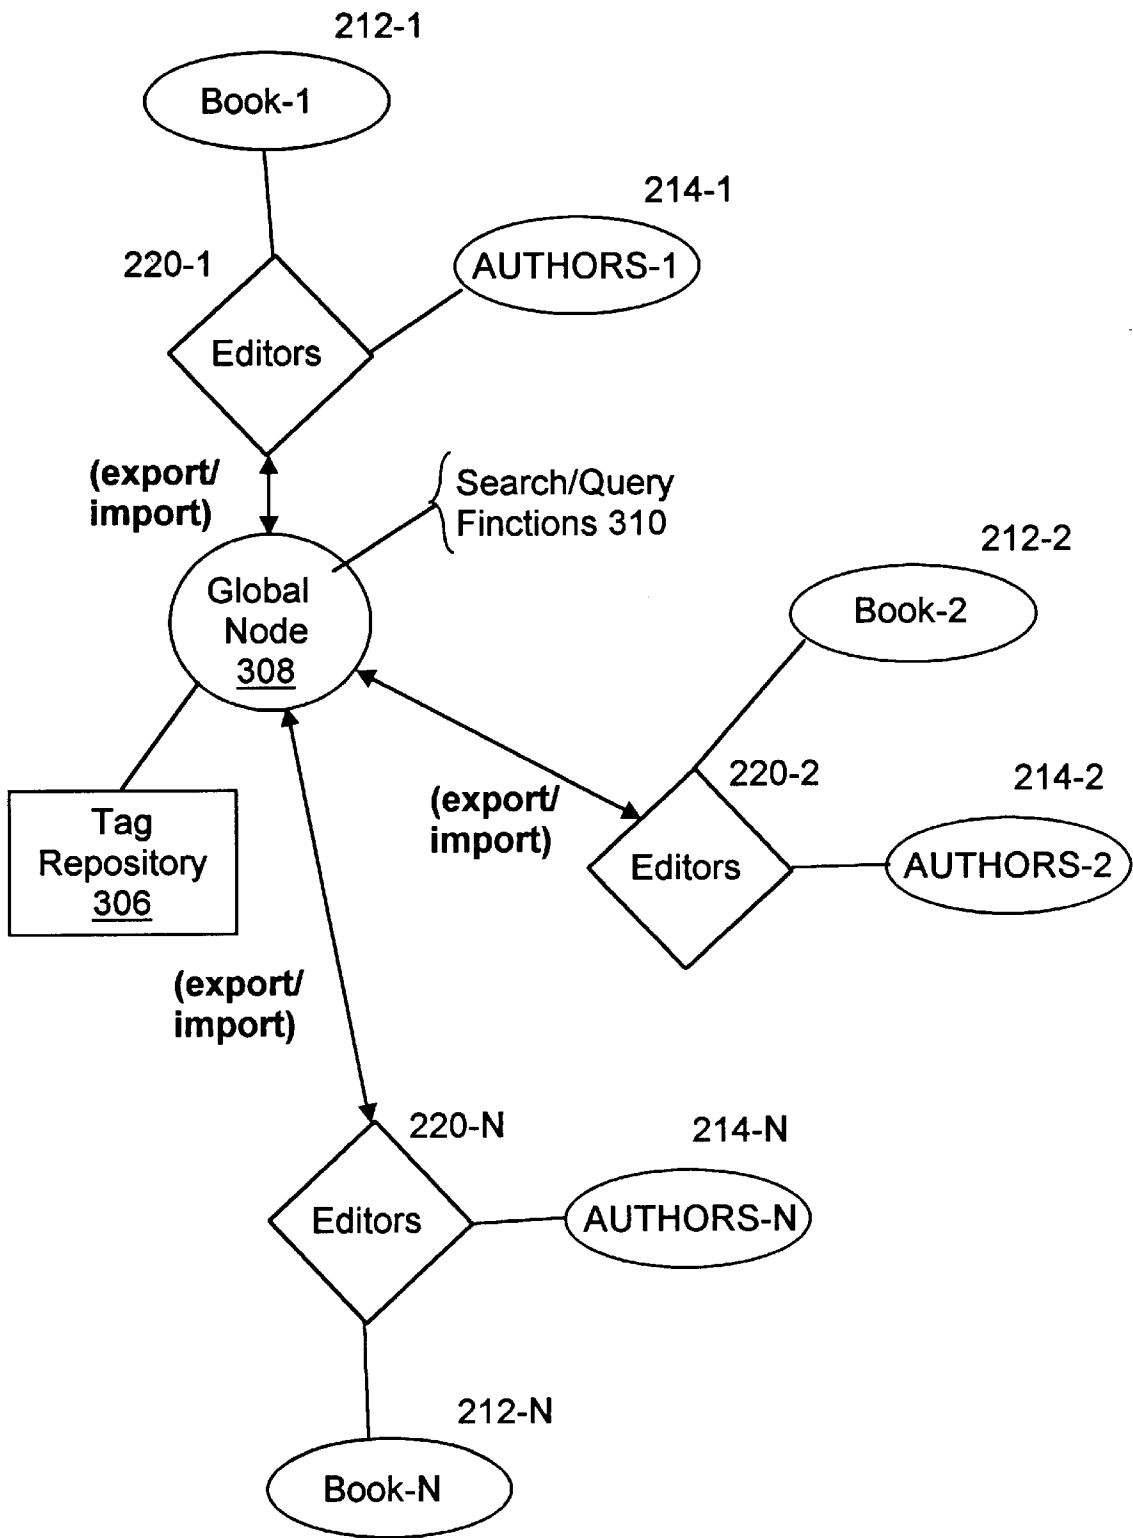 212-1
Book-1
214-1
220-1
AUTHORS-1
Editors
(export/
import)
Search/Query
Finctions 310
Global
Node
308
212-2
Book-2
220-2
214-2
(export/
import)
Tag
Repository
306
Editors
AUTHORS-2
(export/
import)
220-N
214-N
Editors
AUTHORS-N
212-N
Book-N